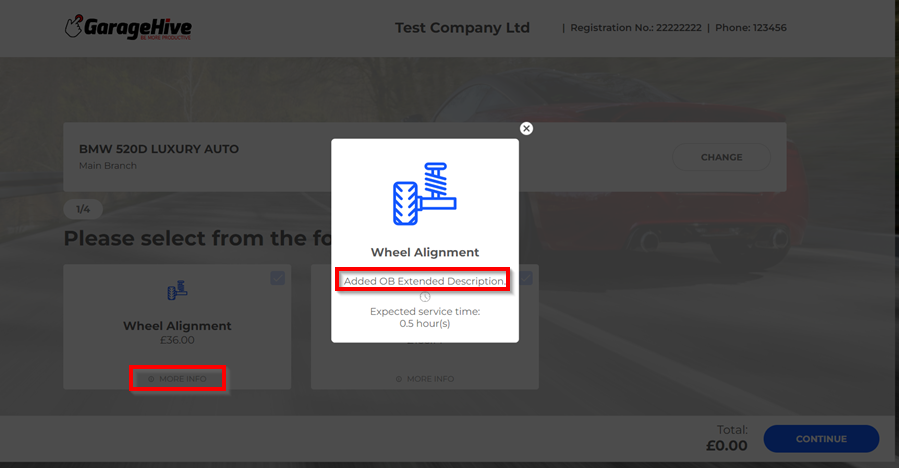 GarageHive
BE MORE PRODUCTIVE
Test Company Ltd
| Registration No.: 22222222 | Phone: 123456
BMW 520D LUXURY AUTO
Main Branch
CHANGE
1/4
Please select from the fo
Wheel Alignment
Added OB Extended Description.
Expected service time:
0.5 hour(s)
Wheel Alignment
£36.00
MORE INFO
MORE INFO
Total:
£0.00
CONTINUE